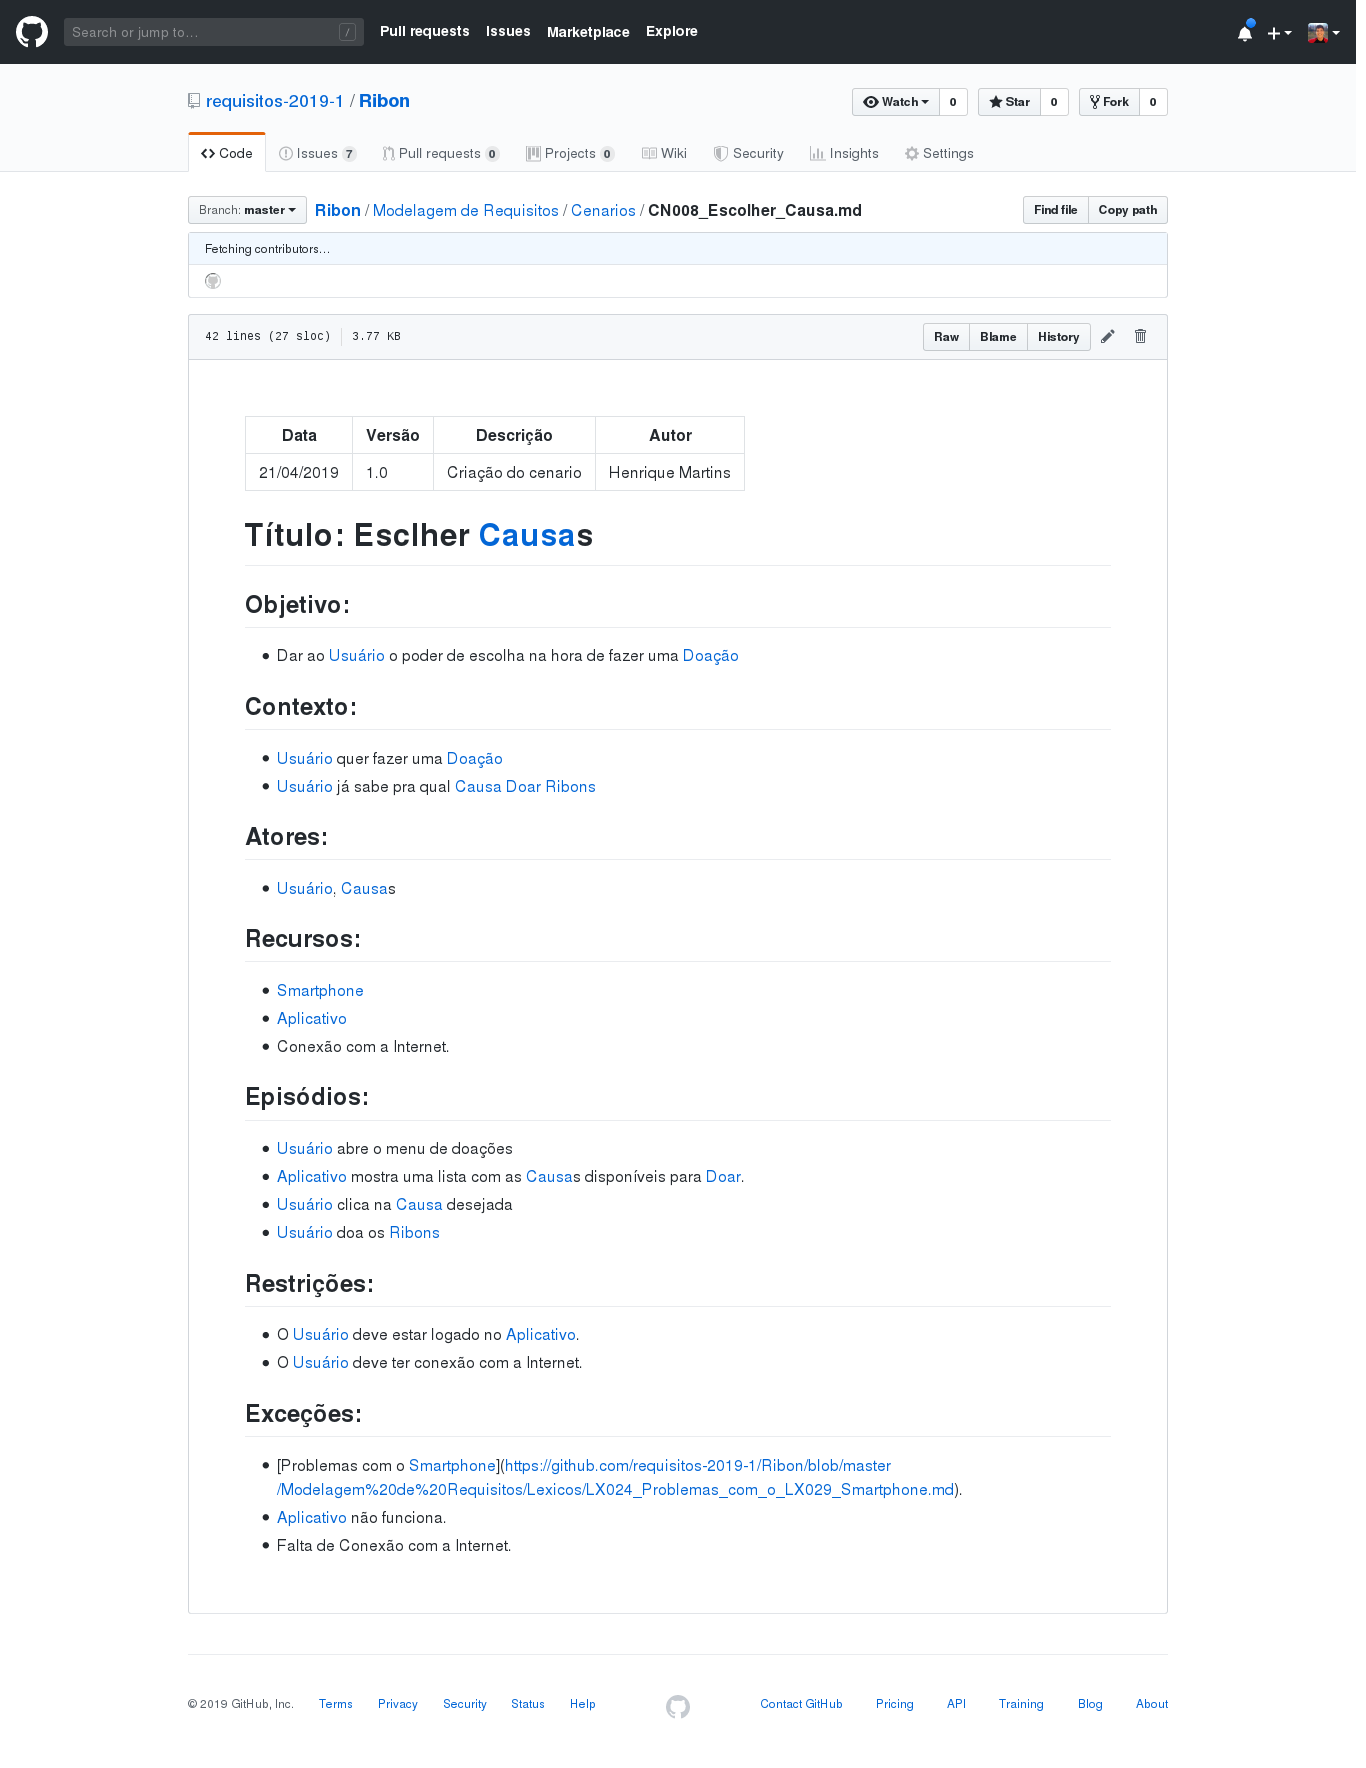 Search or jump to... / Pull requests Issues Marketplace Explore
requisitos-2019-1 / Ribon Watch 0 Star 0 Fork 0
Code Issues 7 Pull requests 0 Projects 0 Wiki Security Insights Settings
Branch: master Ribon / Modelagem de Requisitos / Cenarios / CN008_Escolher_Causa.md Find file Copy path
Fetching contributors…
42 lines (27 sloc) 3.77 KB Raw Blame History
Data Versão Descrição Autor
21/04/2019 1.0 Criação do cenario Henrique Martins
Título: Esclher Causas
Objetivo:
• Dar ao Usuário o poder de escolha na hora de fazer uma Doação
Contexto:
• Usuário quer fazer uma Doação
• Usuário já sabe pra qual Causa Doar Ribons
Atores:
• Usuário, Causas
Recursos:
• Smartphone
• Aplicativo
• Conexão com a Internet.
Episódios:
• Usuário abre o menu de doações
• Aplicativo mostra uma lista com as Causas disponíveis para Doar.
• Usuário clica na Causa desejada
• Usuário doa os Ribons
Restrições:
• O Usuário deve estar logado no Aplicativo.
• O Usuário deve ter conexão com a Internet.
Exceções:
• [Problemas com o Smartphone](https://github.com/requisitos-2019-1/Ribon/blob/master
/Modelagem%20de%20Requisitos/Lexicos/LX024_Problemas_com_o_LX029_Smartphone.md).
• Aplicativo não funciona.
• Falta de Conexão com a Internet.
© 2019 GitHub, Inc. Terms Privacy Security Status Help Contact GitHub Pricing API Training Blog About